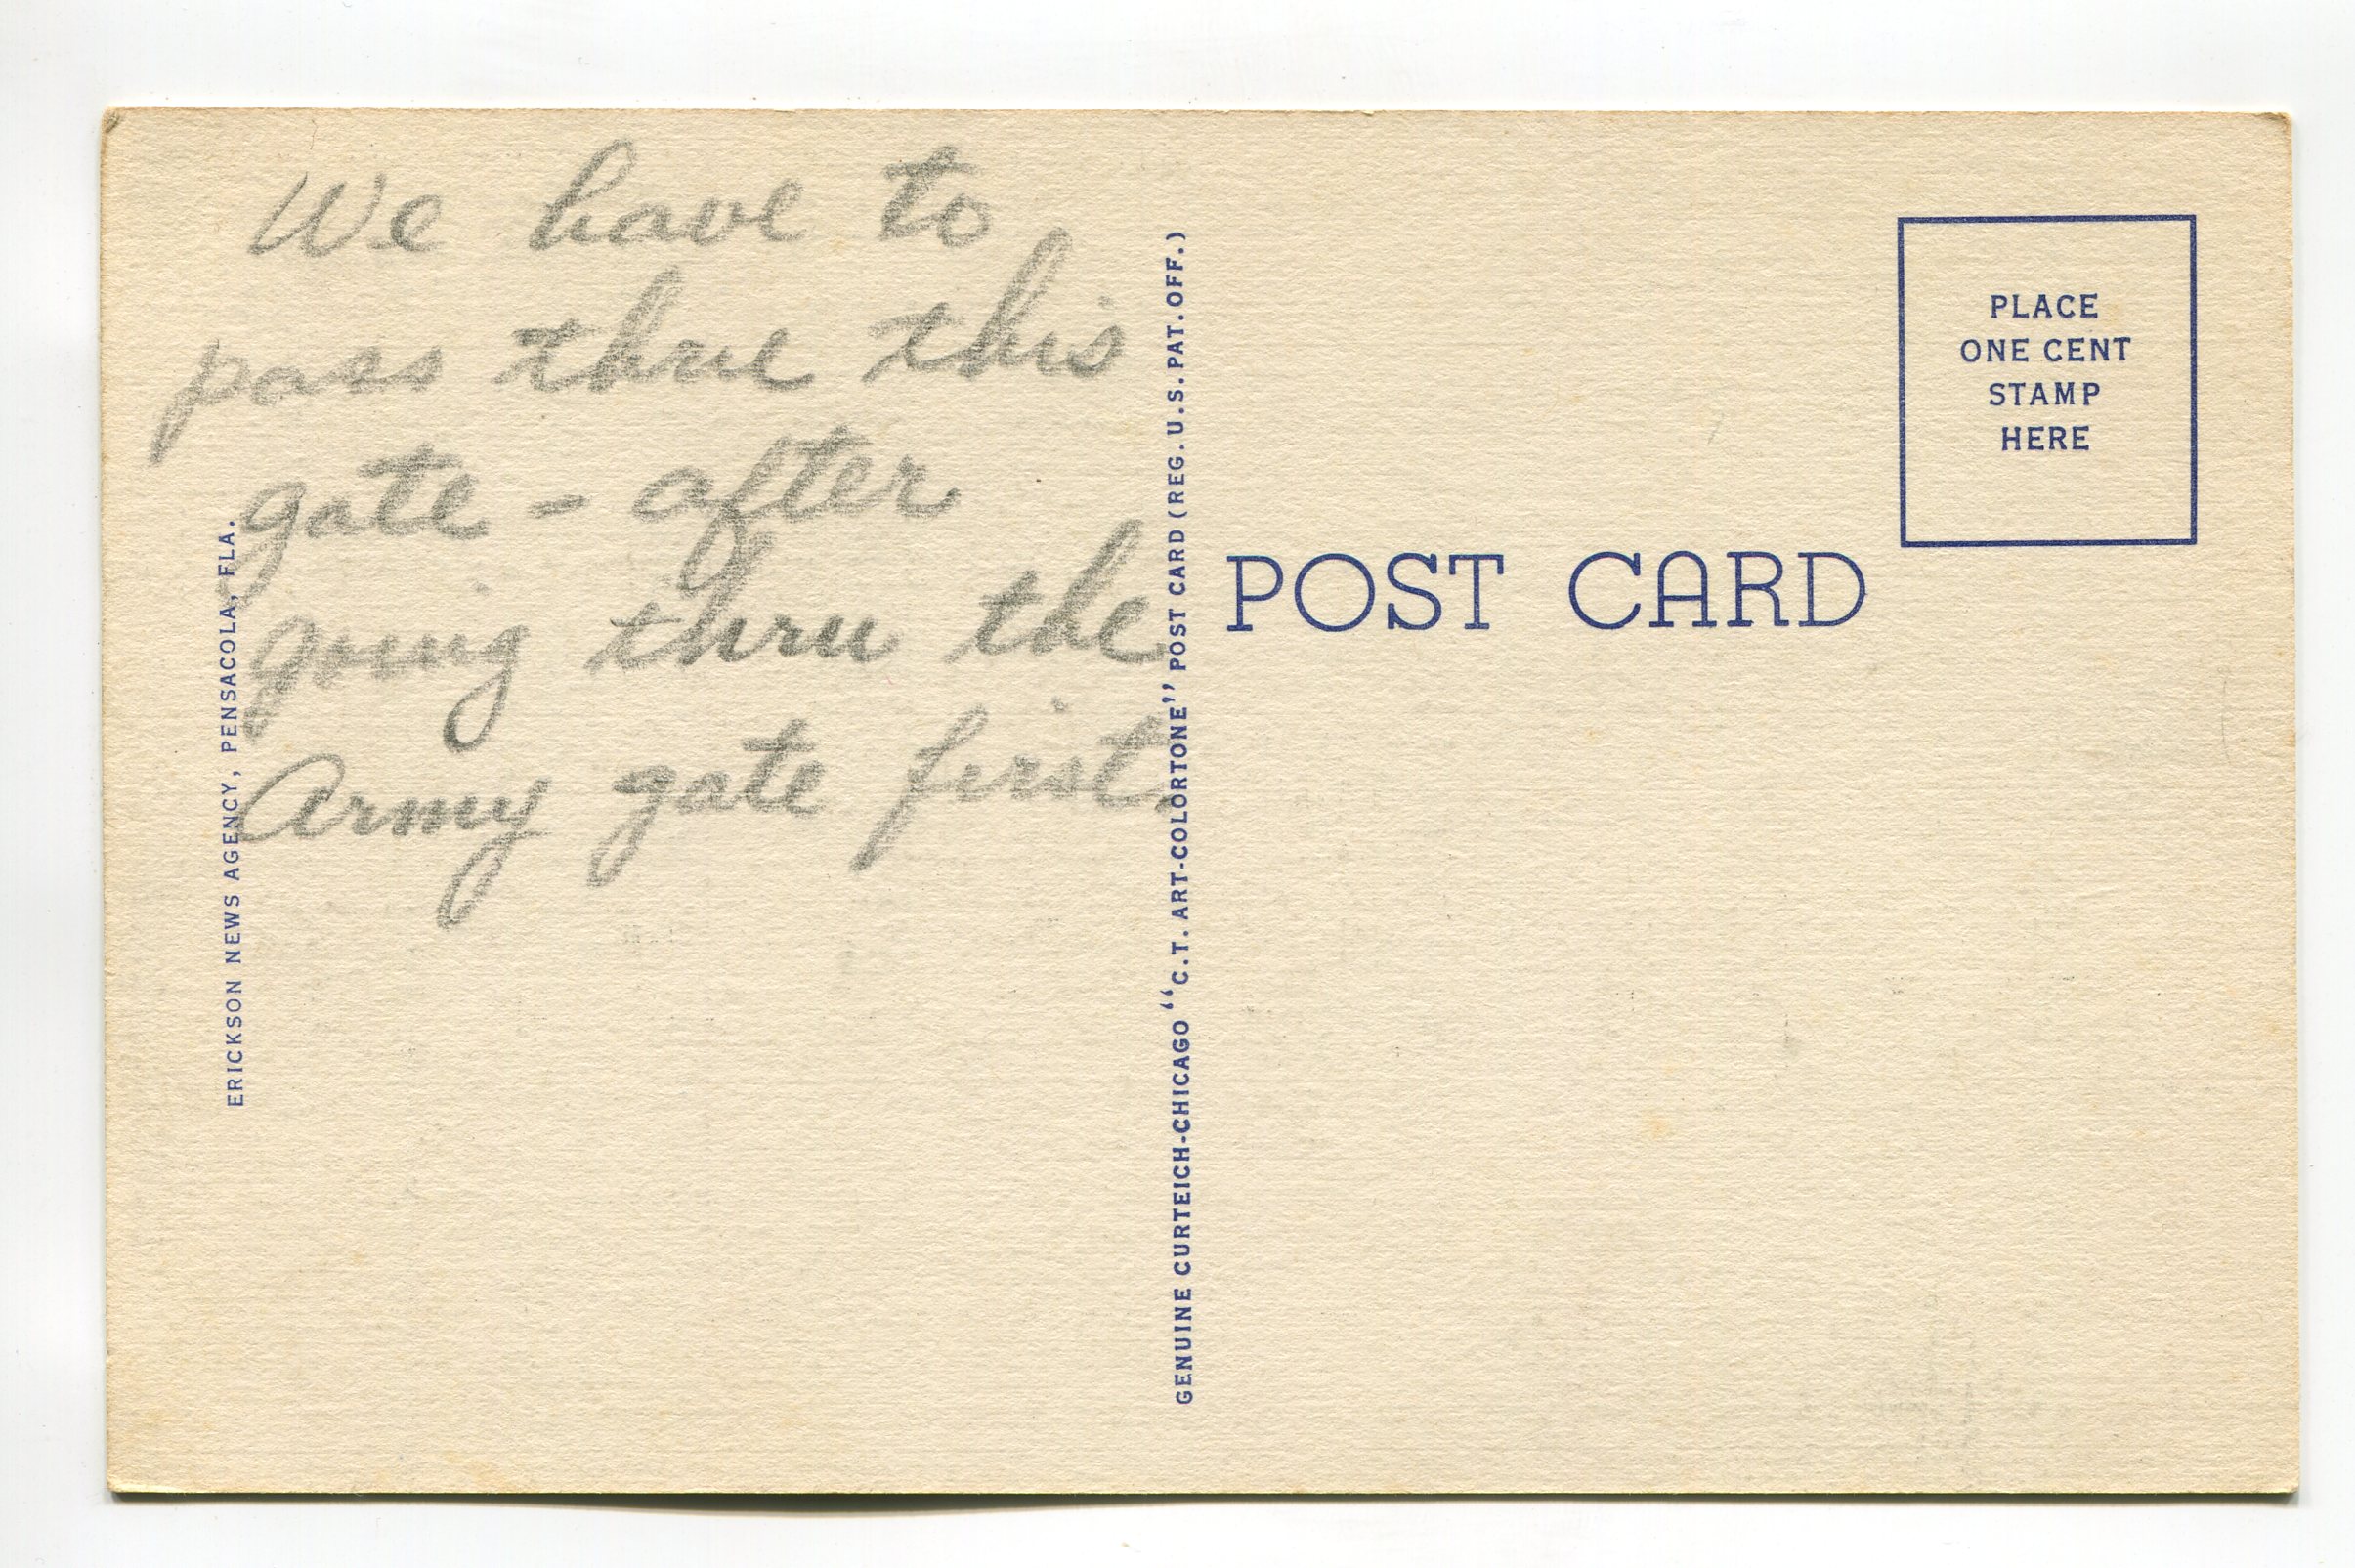 We have to
pass thru this
gate - after
going thru the
Army gate first.
ERICKSON NEWS AGENCY, PENSACOLA, FLA.
GENUINE CURTEICH-CHICAGO "C.T. ART-COLORTONE" POST CARD (REG. U.S. PAT. OFF.)
POST CARD
PLACE
ONE CENT
STAMP
HERE